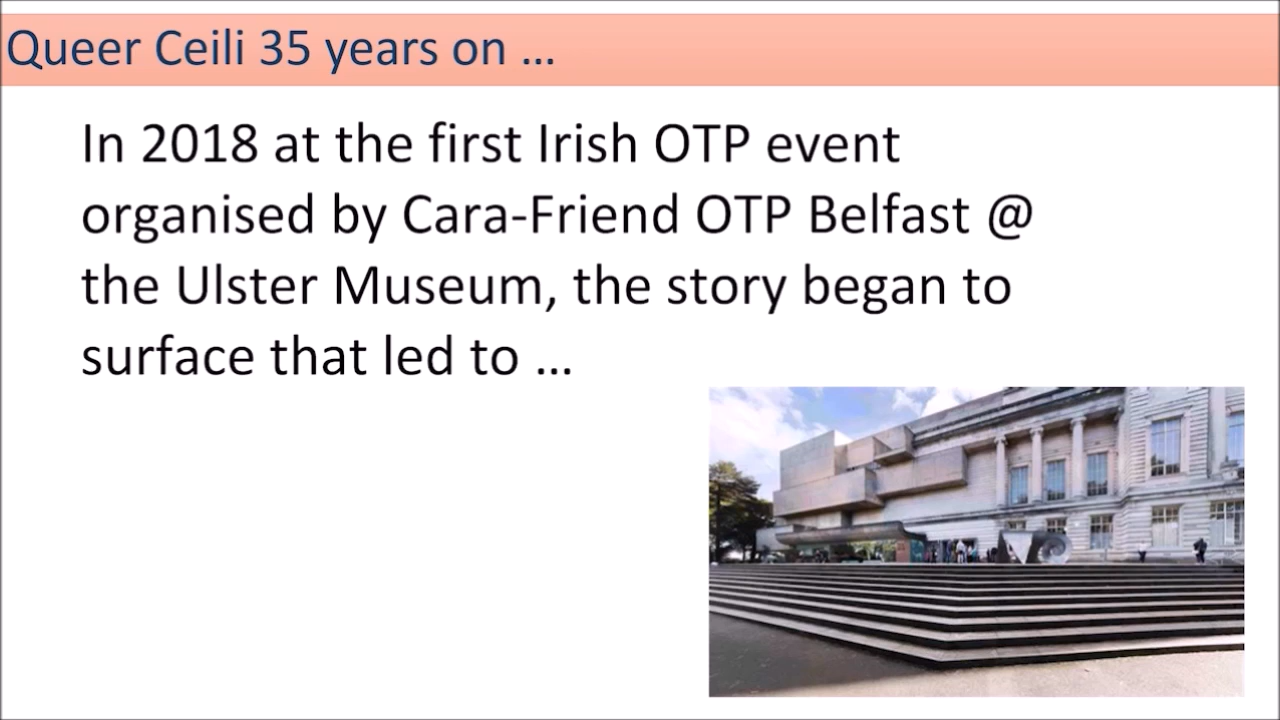 Queer Ceili 35 years on ...
In 2018 at the first Irish OTP event
organised by Cara-Friend OTP Belfast @
the Ulster Museum, the story began to
surface that led to ...